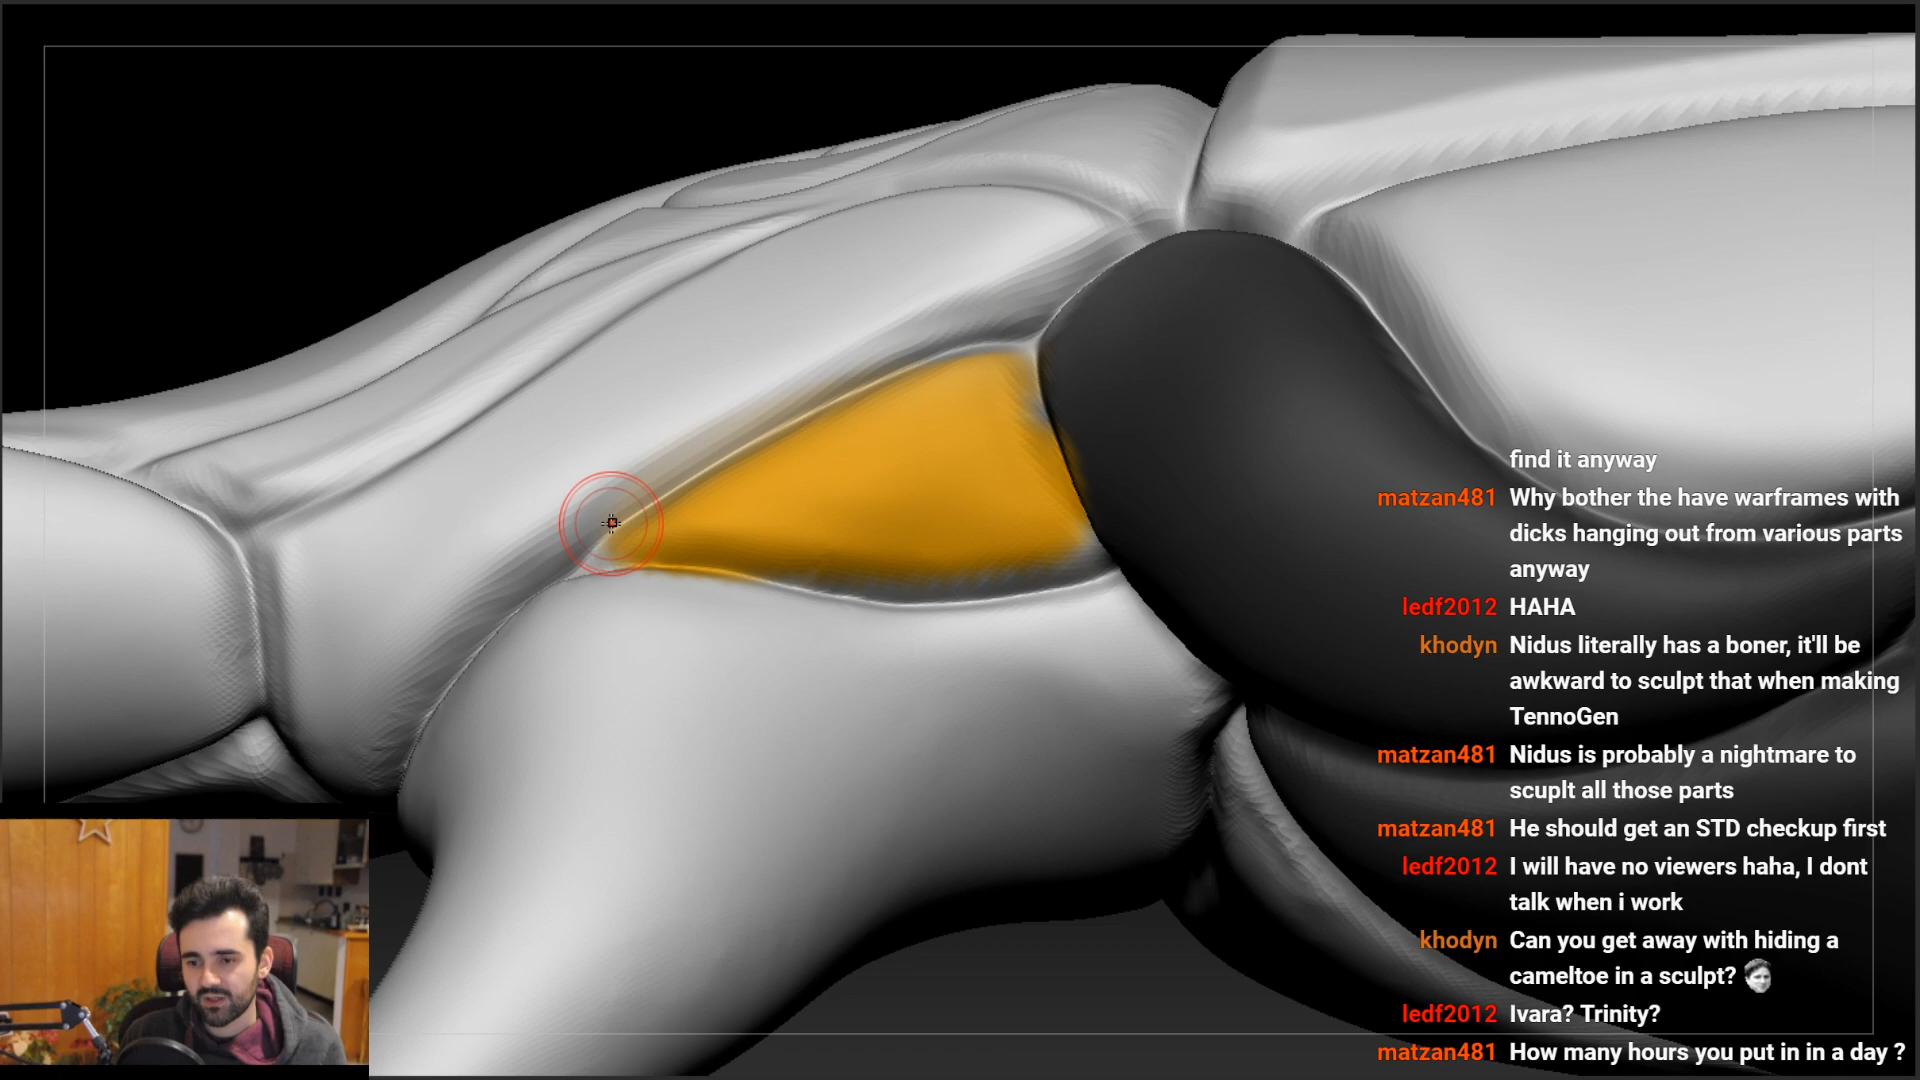 find it anyway
matzan481 Why bother the have warframes with
dicks hanging out from various parts
anyway
ledf2012 HAHA
khodyn Nidus literally has a boner, it'll be
awkward to sculpt that when making
TennoGen
matzan481 Nidus is probably a nightmare to
scuplt all those parts
matzan481 He should get an STD checkup first
ledf2012 I will have no viewers haha, I dont
talk when i work
khodyn Can you get away with hiding a
cameltoe in a sculpt?
ledf2012 Ivara? Trinity?
matzan481 How many hours you put in in a day ?